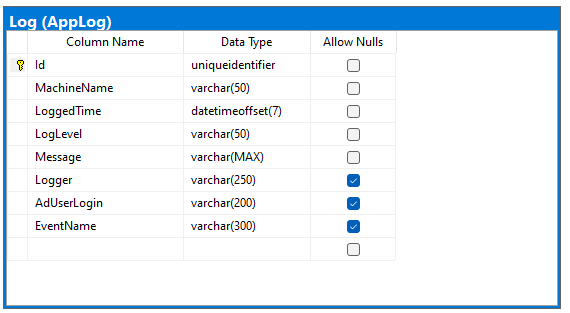 Log (AppLog)
Column Name Data Type Allow Nulls
Id uniqueidentifier
MachineName varchar(50)
LoggedTime datetimeoffset(7)
LogLevel varchar(50)
Message varchar(MAX)
Logger varchar(250)
AdUserLogin varchar(200)
EventName varchar(300)